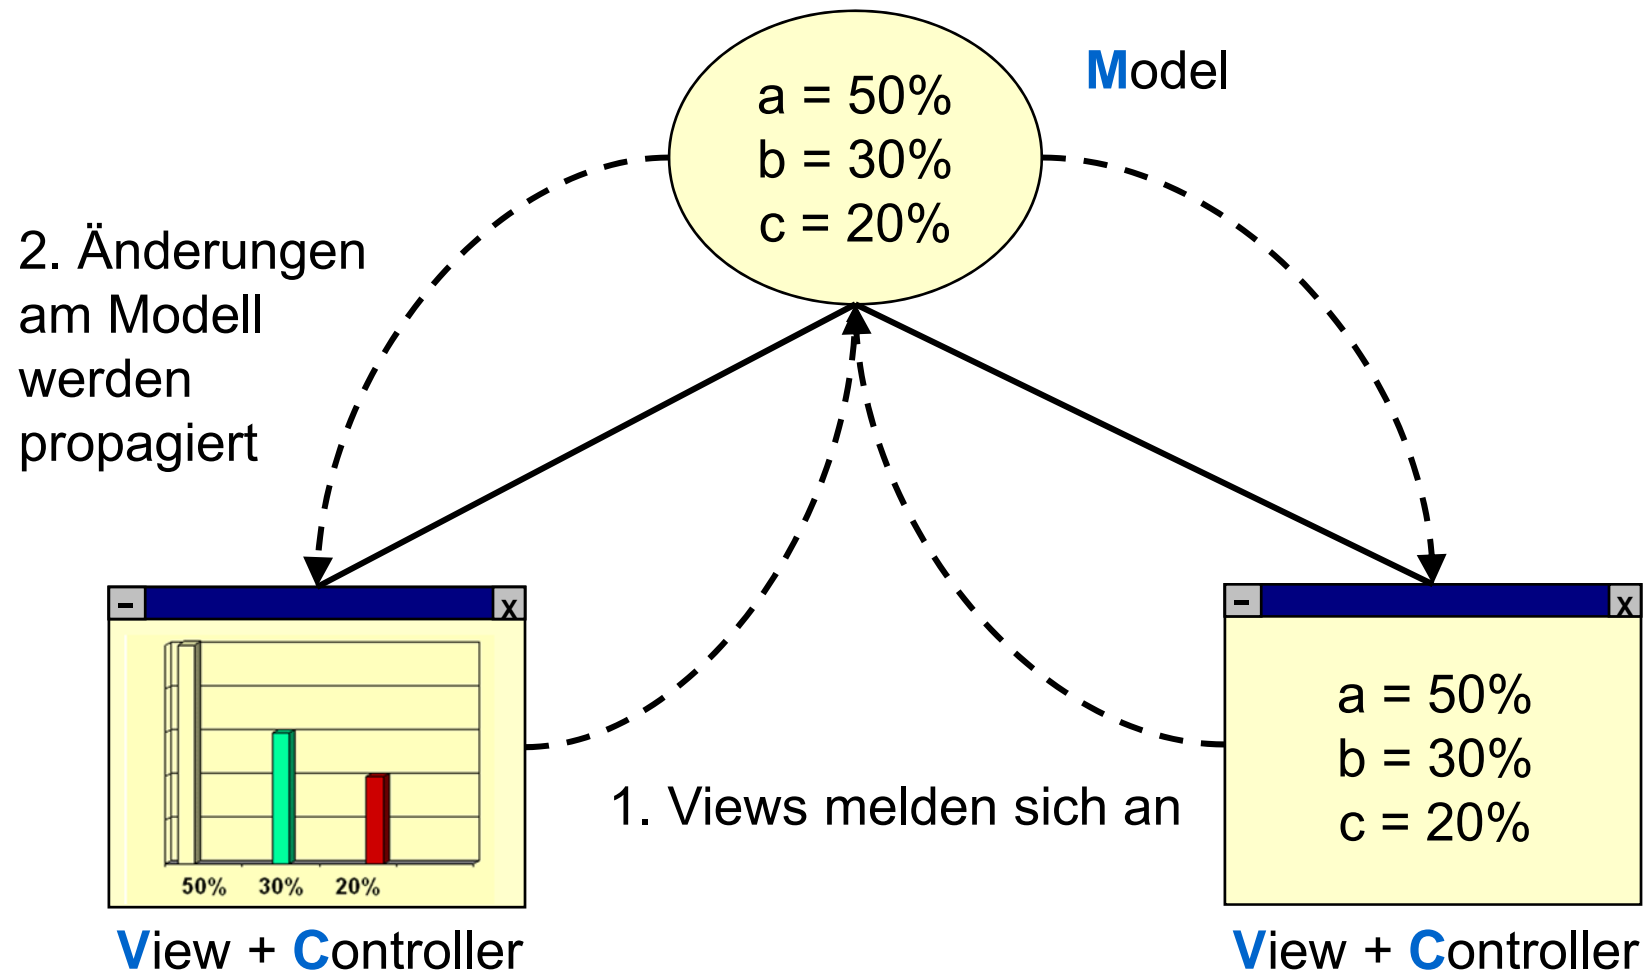 Model
a = 50%
b = 30%
c = 20%
2. Änderungen
am Modell
werden
propagiert
- x
50% 30% 20%
View + Controller
1. Views melden sich an
- x
a = 50%
b = 30%
c = 20%
View + Controller